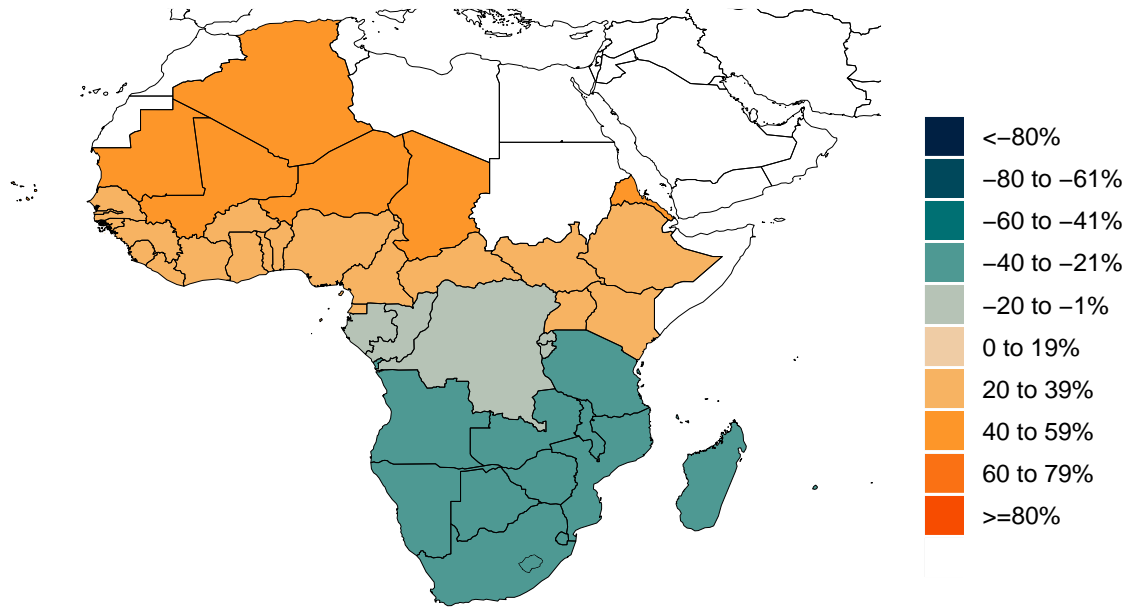 <−80%
−80 to −61%
−60 to −41%
−40 to −21%
−20 to −1%
0 to 19%
20 to 39%
40 to 59%
60 to 79%
>=80%